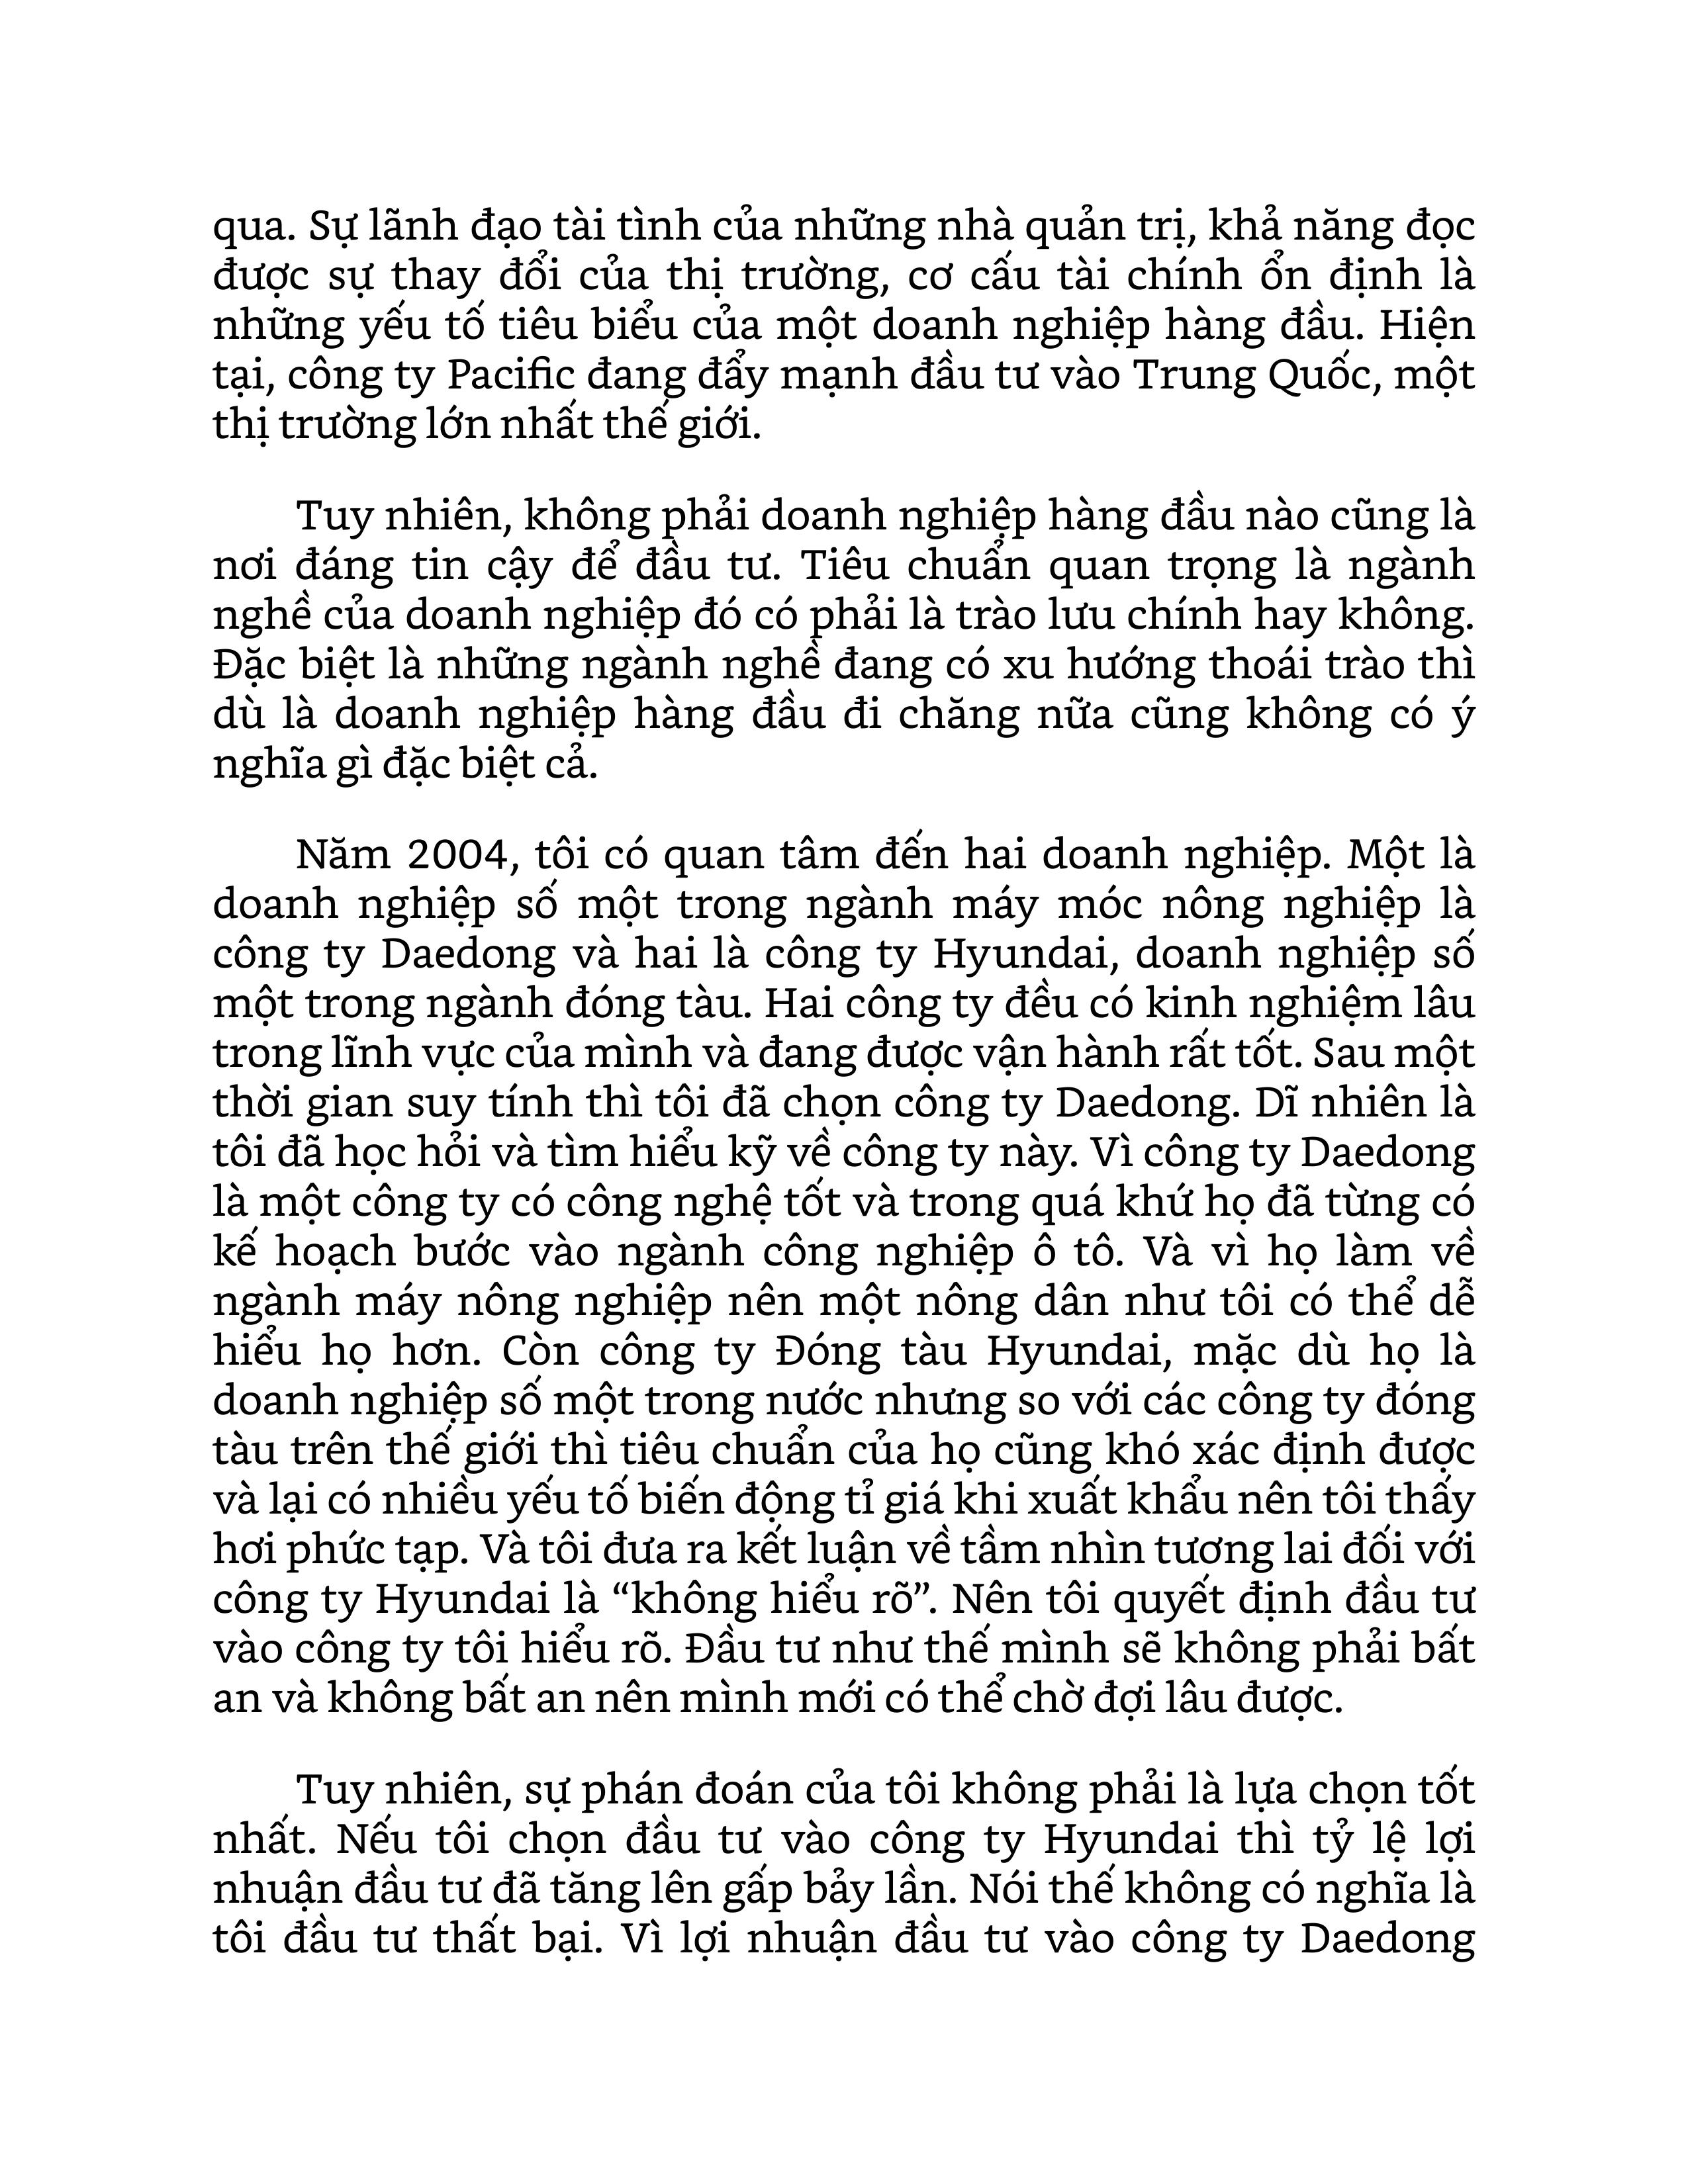 qua. Sự lãnh đạo tài tình của những nhà quản trị, khả năng đọc
được sự thay đổi của thị trường, cơ cấu tài chính ổn định là
những yếu tố tiêu biểu của một doanh nghiệp hàng đầu. Hiện
tại, công ty Pacific đang đẩy mạnh đầu tư vào Trung Quốc, một
thị trường lớn nhất thế giới.
Tuy nhiên, không phải doanh nghiệp hàng đầu nào cũng là
nơi đáng tin cậy để đầu tư. Tiêu chuẩn quan trọng là ngành
nghề của doanh nghiệp đó có phải là trào lưu chính hay không.
Đặc biệt là những ngành nghề đang có xu hướng thoái trào thì
dù là doanh nghiệp hàng đầu đi chăng nữa cũng không có ý
nghĩa gì đặc biệt cả.
Năm 2004, tôi có quan tâm đến hai doanh nghiệp. Một là
doanh nghiệp số một trong ngành máy móc nông nghiệp là
công ty Daedong và hai là công ty Hyundai, doanh nghiệp số
một trong ngành đóng tàu. Hai công ty đều có kinh nghiệm lâu
trong lĩnh vực của mình và đang được vận hành rất tốt. Sau một
thời gian suy tính thì tôi đã chọn công ty Daedong. Dĩ nhiên là
tôi đã học hỏi và tìm hiểu kỹ về công ty này. Vì công ty Daedong
là một công ty có công nghệ tốt và trong quá khứ họ đã từng có
kế hoạch bước vào ngành công nghiệp ô tô. Và vì họ làm về
ngành máy nông nghiệp nên một nông dân như tôi có thể dễ
hiểu họ hơn. Còn công ty Đóng tàu Hyundai, mặc dù họ là
doanh nghiệp số một trong nước nhưng so với các công ty đóng
tàu trên thế giới thì tiêu chuẩn của họ cũng khó xác định được
và lại có nhiều yếu tố biến động tỉ giá khi xuất khẩu nên tôi thấy
hơi phức tạp. Và tôi đưa ra kết luận về tầm nhìn tương lai đối với
công ty Hyundai là “không hiểu rõ”. Nên tôi quyết định đầu tư
vào công ty tôi hiểu rõ. Đầu tư như thế mình sẽ không phải bất
an và không bất an nên mình mới có thể chờ đợi lâu được.
Tuy nhiên, sự phán đoán của tôi không phải là lựa chọn tốt
nhất. Nếu tôi chọn đầu tư vào công ty Hyundai thì tỷ lệ lợi
nhuận đầu tư đã tăng lên gấp bảy lần. Nói thế không có nghĩa là
tôi đầu tư thất bại. Vì lợi nhuận đầu tư vào công ty Daedong